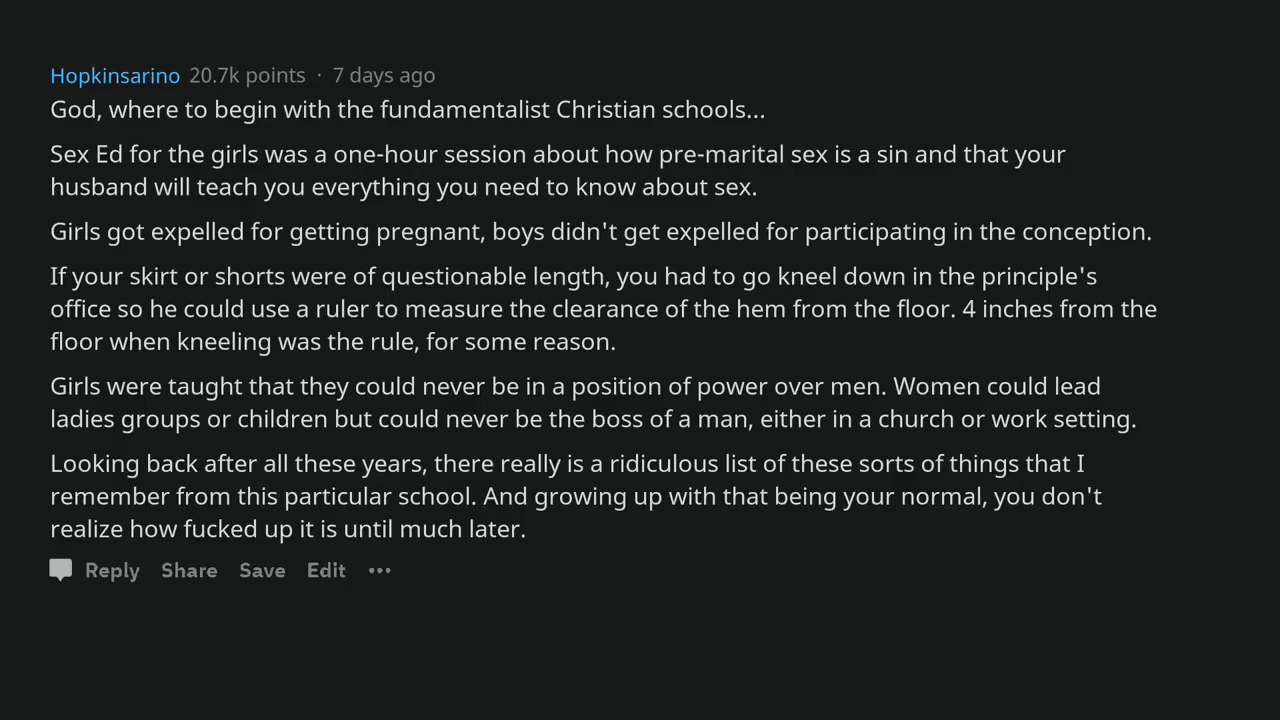 Hopkinsarino 20.7k points · 7 days ago
God, where to begin with the fundamentalist Christian schools...
Sex Ed for the girls was a one-hour session about how pre-marital sex is a sin and that your
husband will teach you everything you need to know about sex.
Girls got expelled for getting pregnant, boys didn't get expelled for participating in the conception.
If your skirt or shorts were of questionable length, you had to go kneel down in the principle's
office so he could use a ruler to measure the clearance of the hem from the floor. 4 inches from the
floor when kneeling was the rule, for some reason.
Girls were taught that they could never be in a position of power over men. Women could lead
ladies groups or children but could never be the boss of a man, either in a church or work setting.
Looking back after all these years, there really is a ridiculous list of these sorts of things that I
remember from this particular school. And growing up with that being your normal, you don't
realize how fucked up it is until much later.
Reply Share Save Edit •••